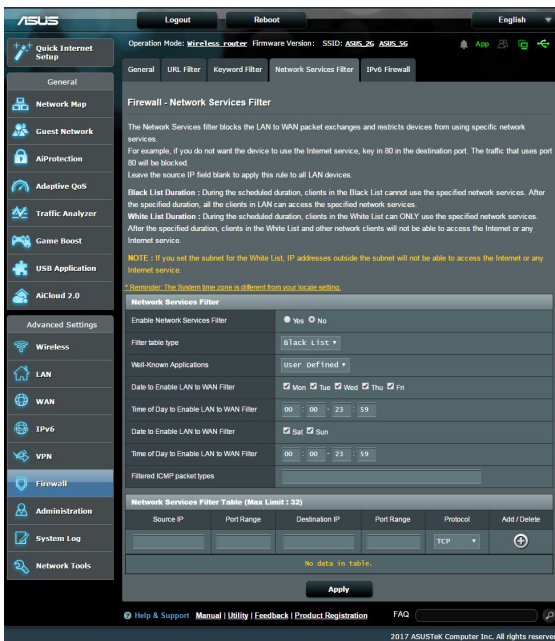 ASUS
Logout
Reboot
English
Quick Internet
Setup
Operation Mode: Wireless router Firmware Version: SSID: ASUS_2G ASUS_5G
App
General
URL Filter
Keyword Filter
Network Services Filter
IPv6 Firewall
General
Network Map
Guest Network
AiProtection
Adaptive QoS
Traffic Analyzer
Game Boost
USB Application
AiCloud 2.0
Advanced Settings
Wireless
LAN
WAN
IPv6
VPN
Firewall
Administration
System Log
Network Tools
Firewall - Network Services Filter
The Network Services filter blocks the LAN to WAN packet exchanges and restricts devices from using specific network
services.
For example, if you do not want the device to use the Internet service, key in 80 in the destination port. The traffic that uses port
80 will be blocked.
Leave the source IP field blank to apply this rule to all LAN devices.
Black List Duration : During the scheduled duration, clients in the Black List cannot use the specified network services. After
the specified duration, all the clients in LAN can access the specified network services.
White List Duration : During the scheduled duration, clients in the White List can ONLY use the specified network services.
After the specified duration, clients in the White List and other network clients will not be able to access the Internet or any
Internet service.
NOTE : If you set the subnet for the White List, IP addresses outside the subnet will not be able to access the Internet or any
Internet service.
* Reminder: The System time zone is different from your locale setting.
Network Services Filter
Enable Network Services Filter Yes No
Filter table type Black List
Well-Known Applications User Defined
Date to Enable LAN to WAN Filter Mon Tue Wed Thu Fri
Time of Day to Enable LAN to WAN Filter 00 : 00 - 23 : 59
Date to Enable LAN to WAN Filter Sat Sun
Time of Day to Enable LAN to WAN Filter 00 : 00 - 23 : 59
Filtered ICMP packet types
Network Services Filter Table (Max Limit : 32)
Source IP Port Range Destination IP Port Range Protocol Add / Delete
TCP
No data in table.
Apply
Help & Support Manual | Utility | Feedback | Product Registration FAQ
2017 ASUSTeK Computer Inc. All rights reserve